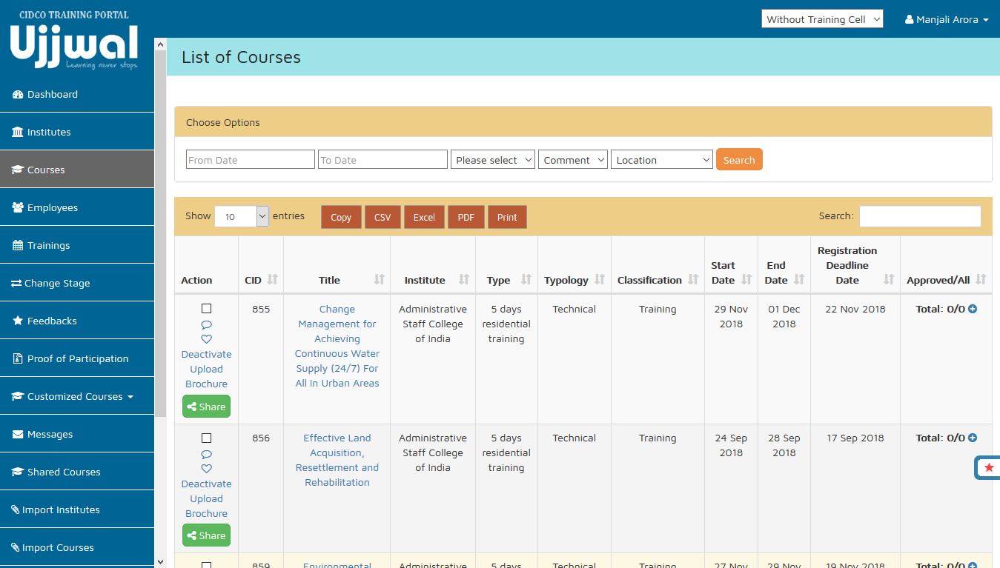 CIDCO TRAINING PORTAL
Ujjwal
Learning never stops
Without Training Cell
Manjali Arora
List of Courses
Dashboard
Institutes
Courses
Employees
Trainings
Change Stage
Feedbacks
Proof of Participation
Customized Courses
Messages
Shared Courses
Import Institutes
Import Courses
Choose Options
From Date To Date Please select Comment Location Search
Show 10 entries Copy CSV Excel PDF Print Search:
Action CID Title Institute Type Typology Classification Start Date End Date Registration Deadline Date Approved/All
855 Change Administrative 5 days Technical Training 29 Nov 01 Dec 22 Nov 2018 Total: 0/0
Management for Staff College residential 2018 2018
Achieving of India training
Deactivate Continuous Water
Upload Supply (24/7) For
Brochure All In Urban Areas
Share
856 Effective Land Administrative 5 days Technical Training 24 Sep 28 Sep 17 Sep 2018 Total: 0/0
Acquisition, Staff College residential 2018 2018
Resettlement and of India training
Deactivate Rehabilitation
Upload
Brochure
Share
859 Environmental Administrative 5 days Technical Training 27 Nov 29 Nov 19 Nov 2018 Total: 0/0